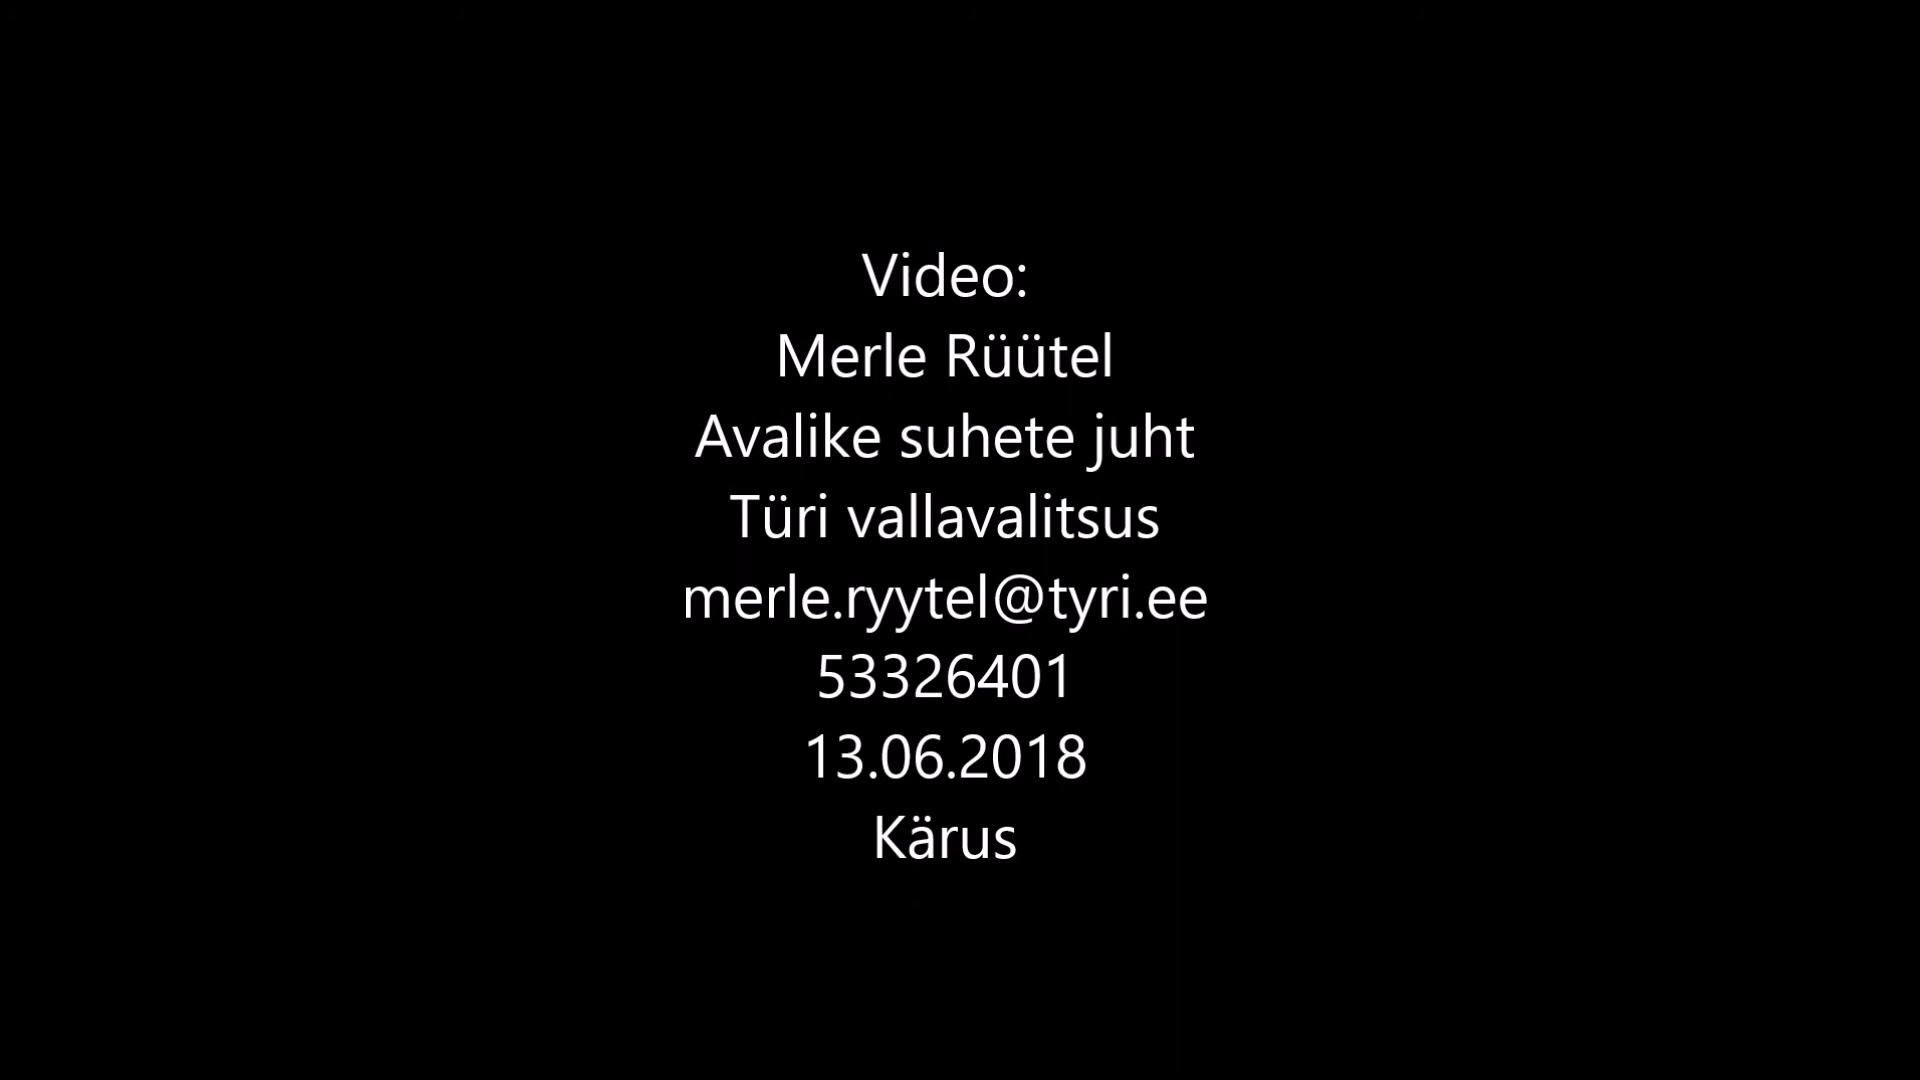 Video:
Merle Rüütel
Avalike suhete juht
Türi vallavalitsus
merle.ryytel@tyri.ee
53326401
13.06.2018
Kärus